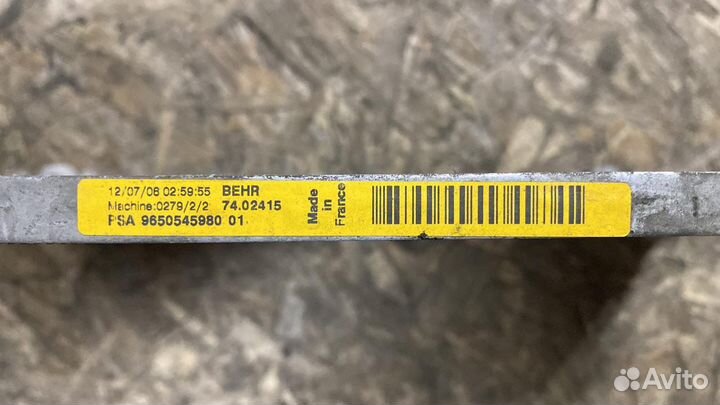 12/07/06 02:59:55 BEHR
Machine:0279/2/2 74.02415
PSA 9650545980 01
Made
in
France
Avito